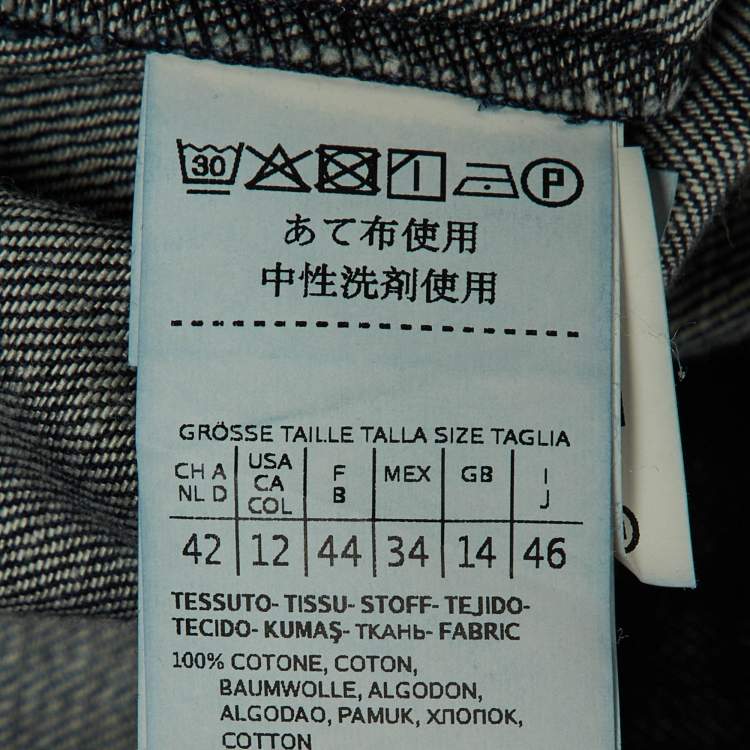 30 P
あて布使用
中性洗剤使用
GRÖSSE TAILLE TALLA SIZE TAGLIA
CH A NL D | USA CA COL | F B | MEX | GB | I J
42 | 12 | 44 | 34 | 14 | 46
TESSUTO- TISSU- STOFF- TEJIDO-
TECIDO- KUMAŞ- ТКАНЬ- FABRIC
100% COTONE, COTON,
BAUMWOLLE, ALGODON,
ALGODAO, PAMUK, ХЛОПОК,
COTTON